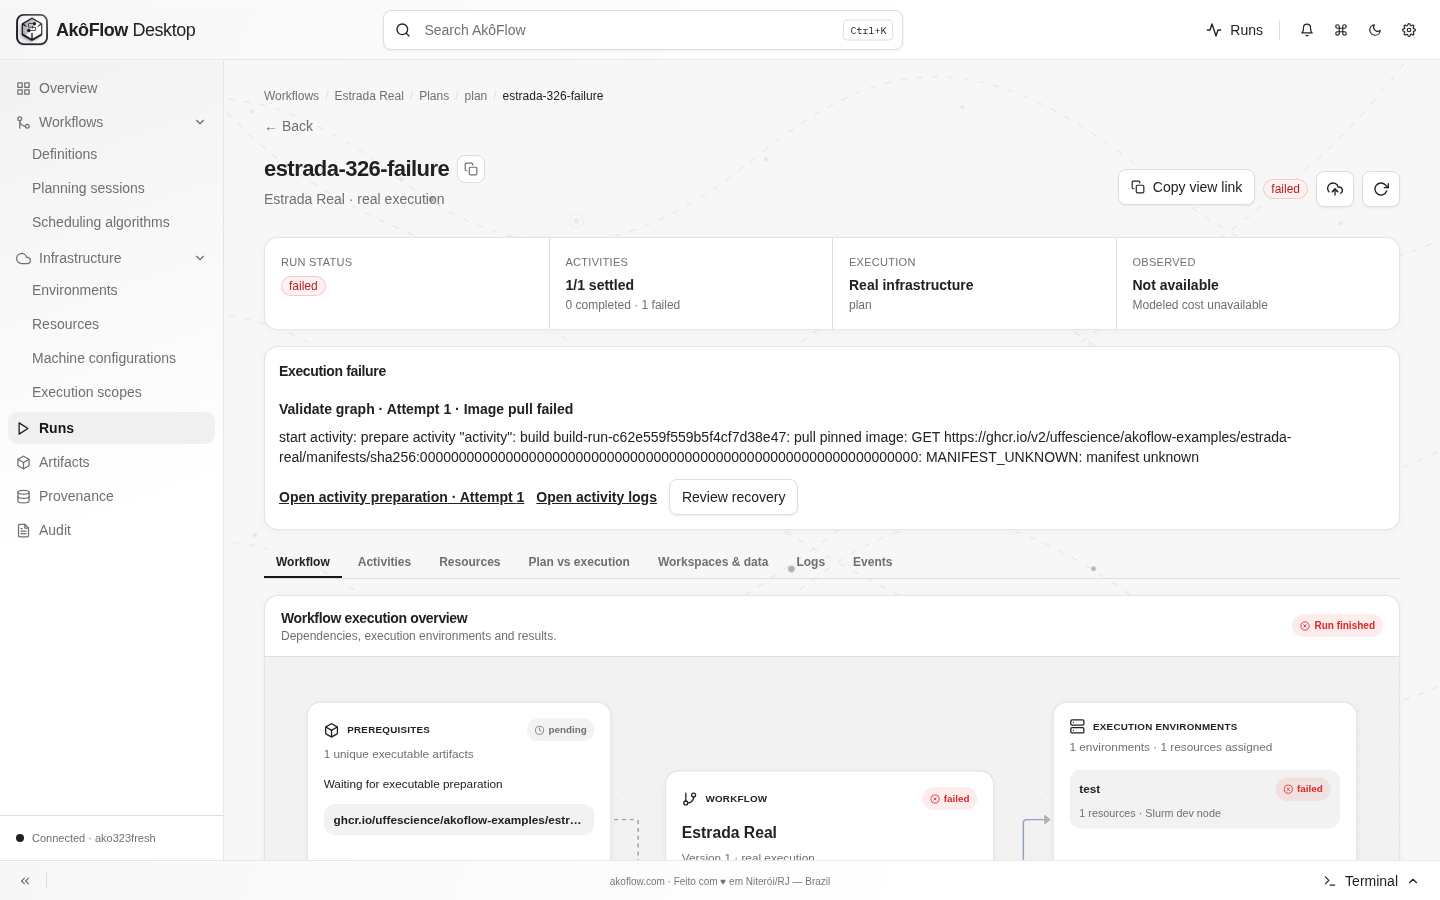 AkôFlow Desktop
Search AkôFlow
Ctrl+K
Runs
Overview
Workflows
Definitions
Planning sessions
Scheduling algorithms
Infrastructure
Environments
Resources
Machine configurations
Execution scopes
Runs
Artifacts
Provenance
Audit
Connected · ako323fresh
Workflows / Estrada Real / Plans / plan / estrada-326-failure
← Back
estrada-326-failure
Estrada Real · real execution
Copy view link
failed
RUN STATUS
failed
ACTIVITIES
1/1 settled
0 completed · 1 failed
EXECUTION
Real infrastructure
plan
OBSERVED
Not available
Modeled cost unavailable
Execution failure
Validate graph · Attempt 1 · Image pull failed
start activity: prepare activity "activity": build build-run-c62e559f559b5f4cf7d38e47: pull pinned image: GET https://ghcr.io/v2/uffescience/akoflow-examples/estrada-
real/manifests/sha256:0000000000000000000000000000000000000000000000000000000000000000: MANIFEST_UNKNOWN: manifest unknown
Open activity preparation · Attempt 1 Open activity logs Review recovery
Workflow Activities Resources Plan vs execution Workspaces & data Logs Events
Workflow execution overview
Dependencies, execution environments and results.
Run finished
PREREQUISITES
pending
1 unique executable artifacts
Waiting for executable preparation
ghcr.io/uffescience/akoflow-examples/estr...
WORKFLOW
failed
Estrada Real
Version 1 · real execution
EXECUTION ENVIRONMENTS
1 environments · 1 resources assigned
test
failed
1 resources · Slurm dev node
akoflow.com · Feito com ♥ em Niterói/RJ — Brazil
Terminal